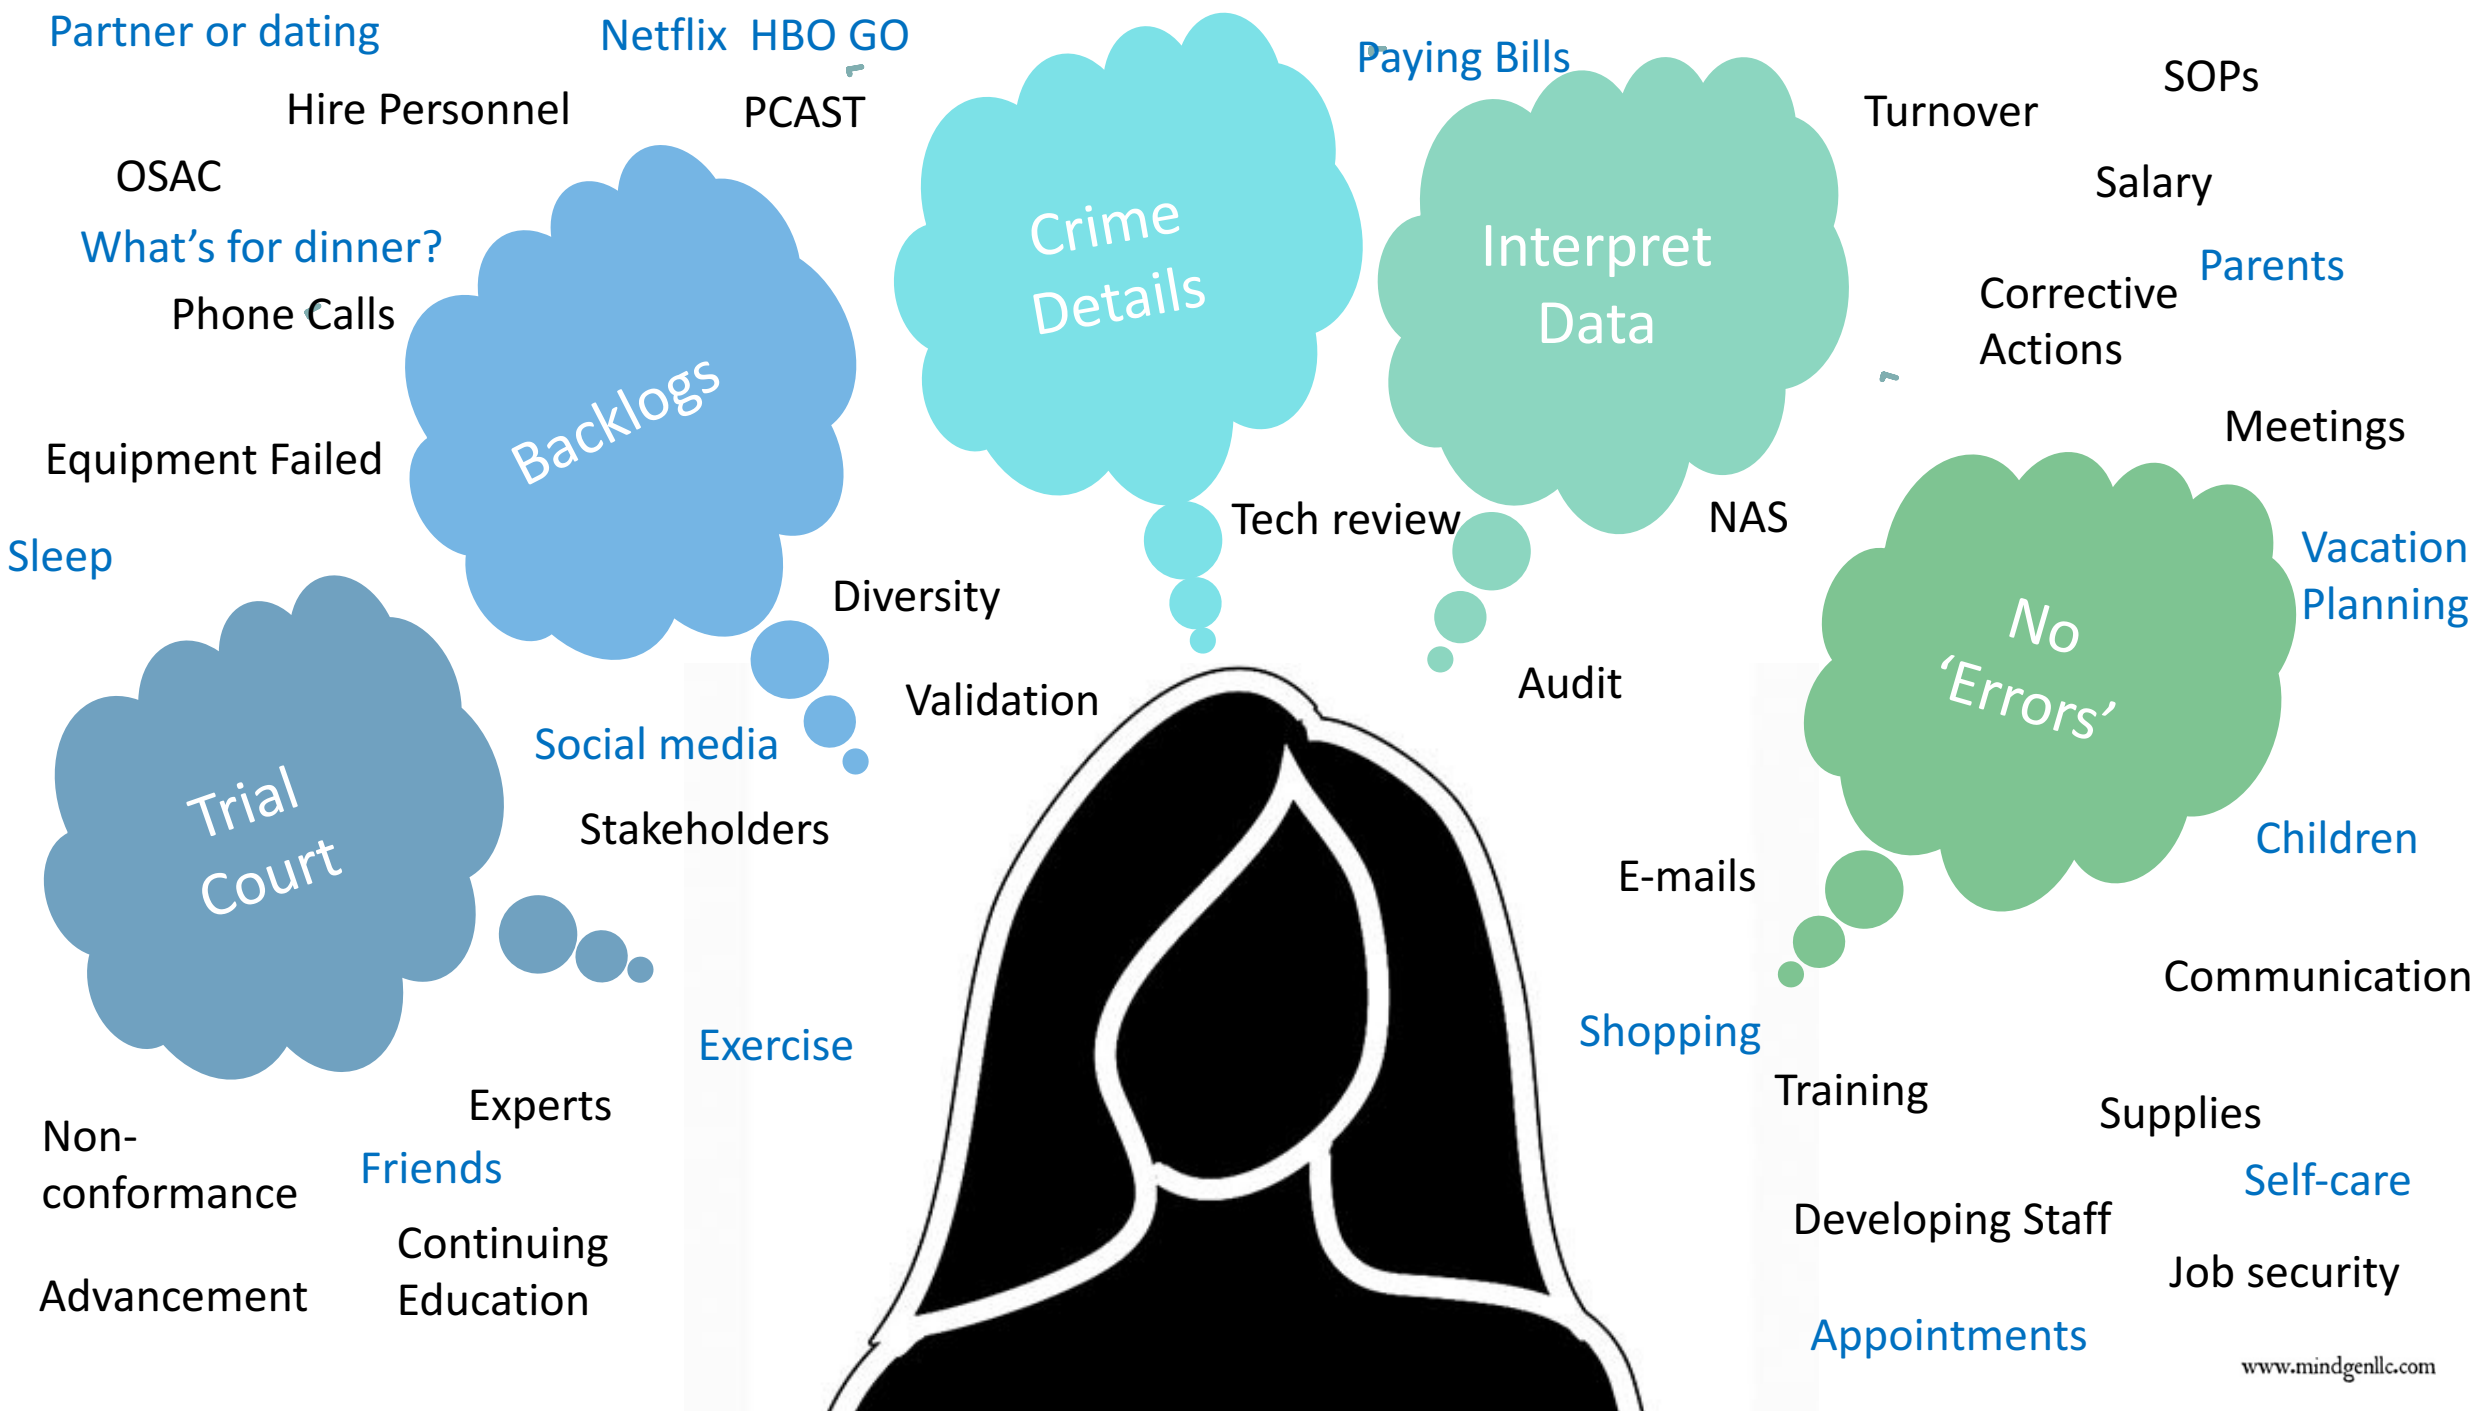 Partner or dating
Netflix HBO GO
Paying Bills
SOPs
Hire Personnel
PCAST
Turnover
OSAC
Salary
What’s for dinner?
Crime
Details
Interpret
Data
Parents
Phone Calls
Corrective
Actions
Backlogs
Meetings
Equipment Failed
Tech review
NAS
Sleep
Vacation
Planning
Diversity
No
‘Errors’
Validation
Audit
Social media
Trial
Court
Stakeholders
Children
E-mails
Communication
Exercise
Shopping
Training
Experts
Supplies
Non-
conformance
Friends
Self-care
Developing Staff
Continuing
Education
Job security
Advancement
Appointments
www.mindgenllc.com